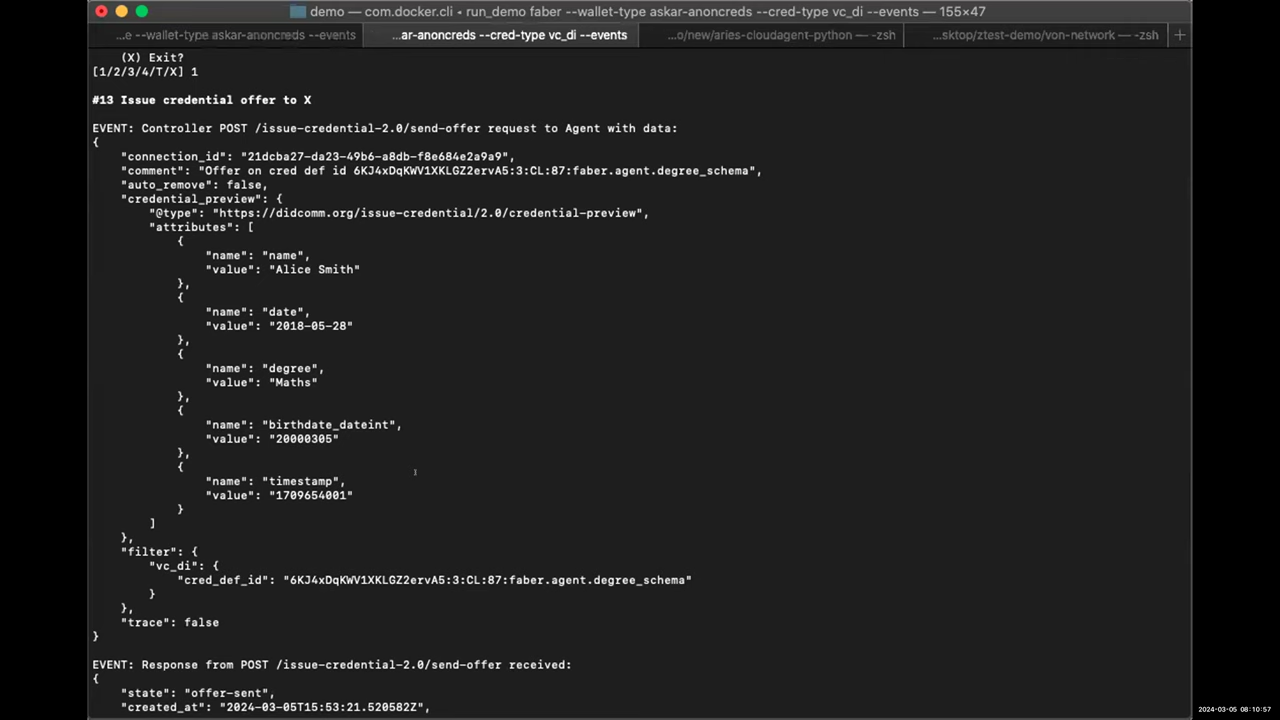 demo — com.docker.cli • run_demo faber --wallet-type askar-anoncreds --cred-type vc_di --events — 155×47
...e --wallet-type askar-anoncreds --events
...ar-anoncreds --cred-type vc_di --events
...o/new/aries-cloudagent-python — -zsh
...sktop/ztest-demo/von-network — -zsh
+
(X) Exit?
[1/2/3/4/T/X] 1
#13 Issue credential offer to X
EVENT: Controller POST /issue-credential-2.0/send-offer request to Agent with data:
{
"connection_id": "21dcba27-da23-49b6-a8db-f8e684e2a9a9",
"comment": "Offer on cred def id 6KJ4xDqKWV1XKLGZ2ervA5:3:CL:87:faber.agent.degree_schema",
"auto_remove": false,
"credential_preview": {
"@type": "https://didcomm.org/issue-credential/2.0/credential-preview",
"attributes": [
{
"name": "name",
"value": "Alice Smith"
},
{
"name": "date",
"value": "2018-05-28"
},
{
"name": "degree",
"value": "Maths"
},
{
"name": "birthdate_dateint",
"value": "20000305"
},
{
"name": "timestamp",
"value": "1709654001"
}
]
},
"filter": {
"vc_di": {
"cred_def_id": "6KJ4xDqKWV1XKLGZ2ervA5:3:CL:87:faber.agent.degree_schema"
}
},
"trace": false
}
EVENT: Response from POST /issue-credential-2.0/send-offer received:
{
"state": "offer-sent",
"created_at": "2024-03-05T15:53:21.520582Z",
2024-03-05 08:10:57